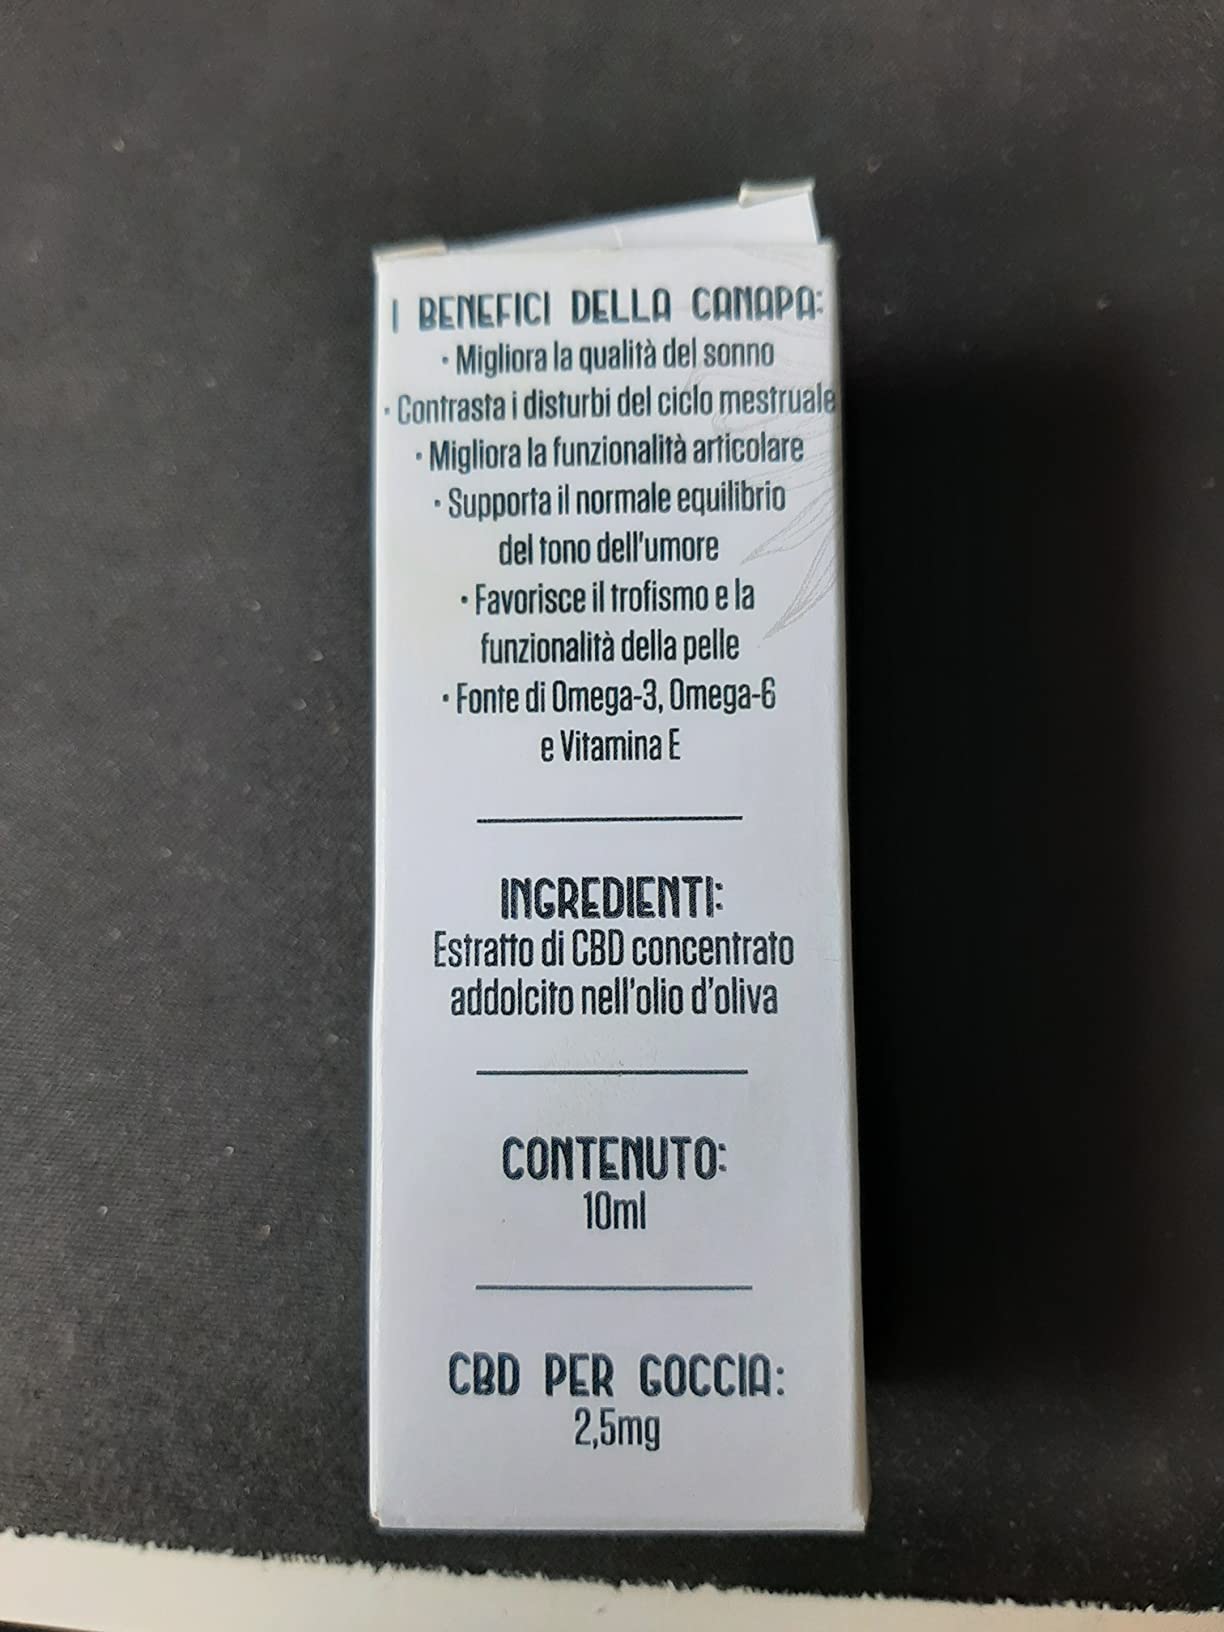 I BENEFICI DELLA CANAPA:
• Migliora la qualità del sonno
• Contrasta i disturbi del ciclo mestruale
• Migliora la funzionalità articolare
• Supporta il normale equilibrio
del tono dell'umore
• Favorisce il trofismo e la
funzionalità della pelle
• Fonte di Omega-3, Omega-6
e Vitamina E
INGREDIENTI:
Estratto di CBD concentrato
addolcito nell'olio d'oliva
CONTENUTO:
10ml
CBD PER GOCCIA:
2,5mg